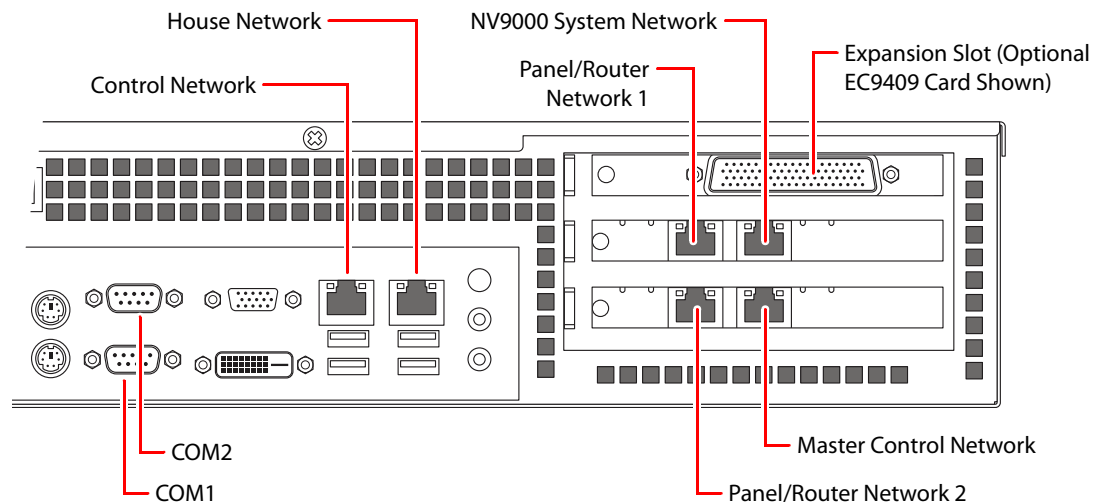 House Network
NV9000 System Network
Control Network
Panel/Router
Network 1
Expansion Slot (Optional
EC9409 Card Shown)
COM2
COM1
Master Control Network
Panel/Router Network 2